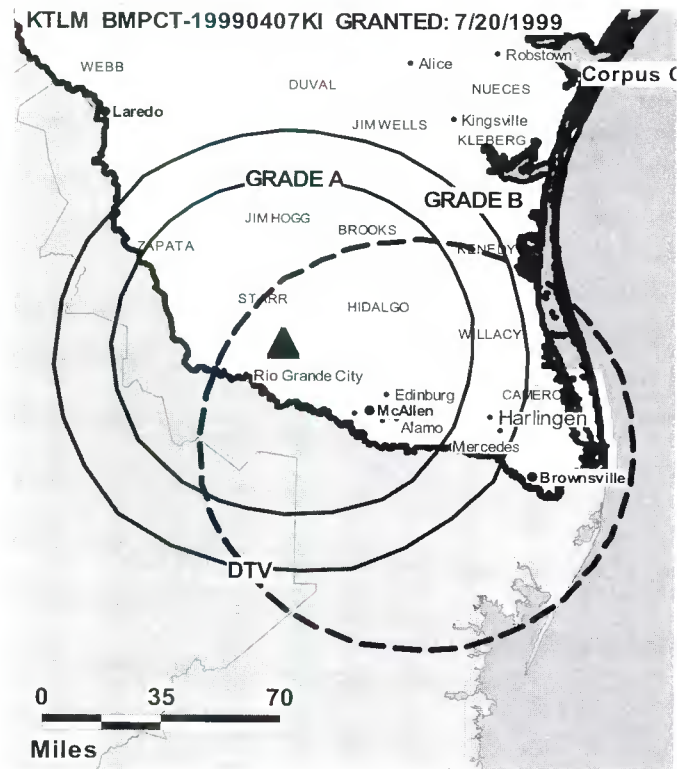 KTLM BMPCT-19990407KI GRANTED: 7/20/1999
WEBB
Alice
Robstown
DUVAL
NUECES
Corpus C
Laredo
JIM WELLS
Kingsville
KLEBERG
GRADE A
GRADE B
JIM HOGG
BROOKS
ZAPATA
KENEDY
STARR
HIDALGO
WILLACY
Rio Grande City
Edinburg
CAMERO
McAllen
Harlingen
Alamo
Mercedes
Brownsville
DTV
0 35 70
Miles